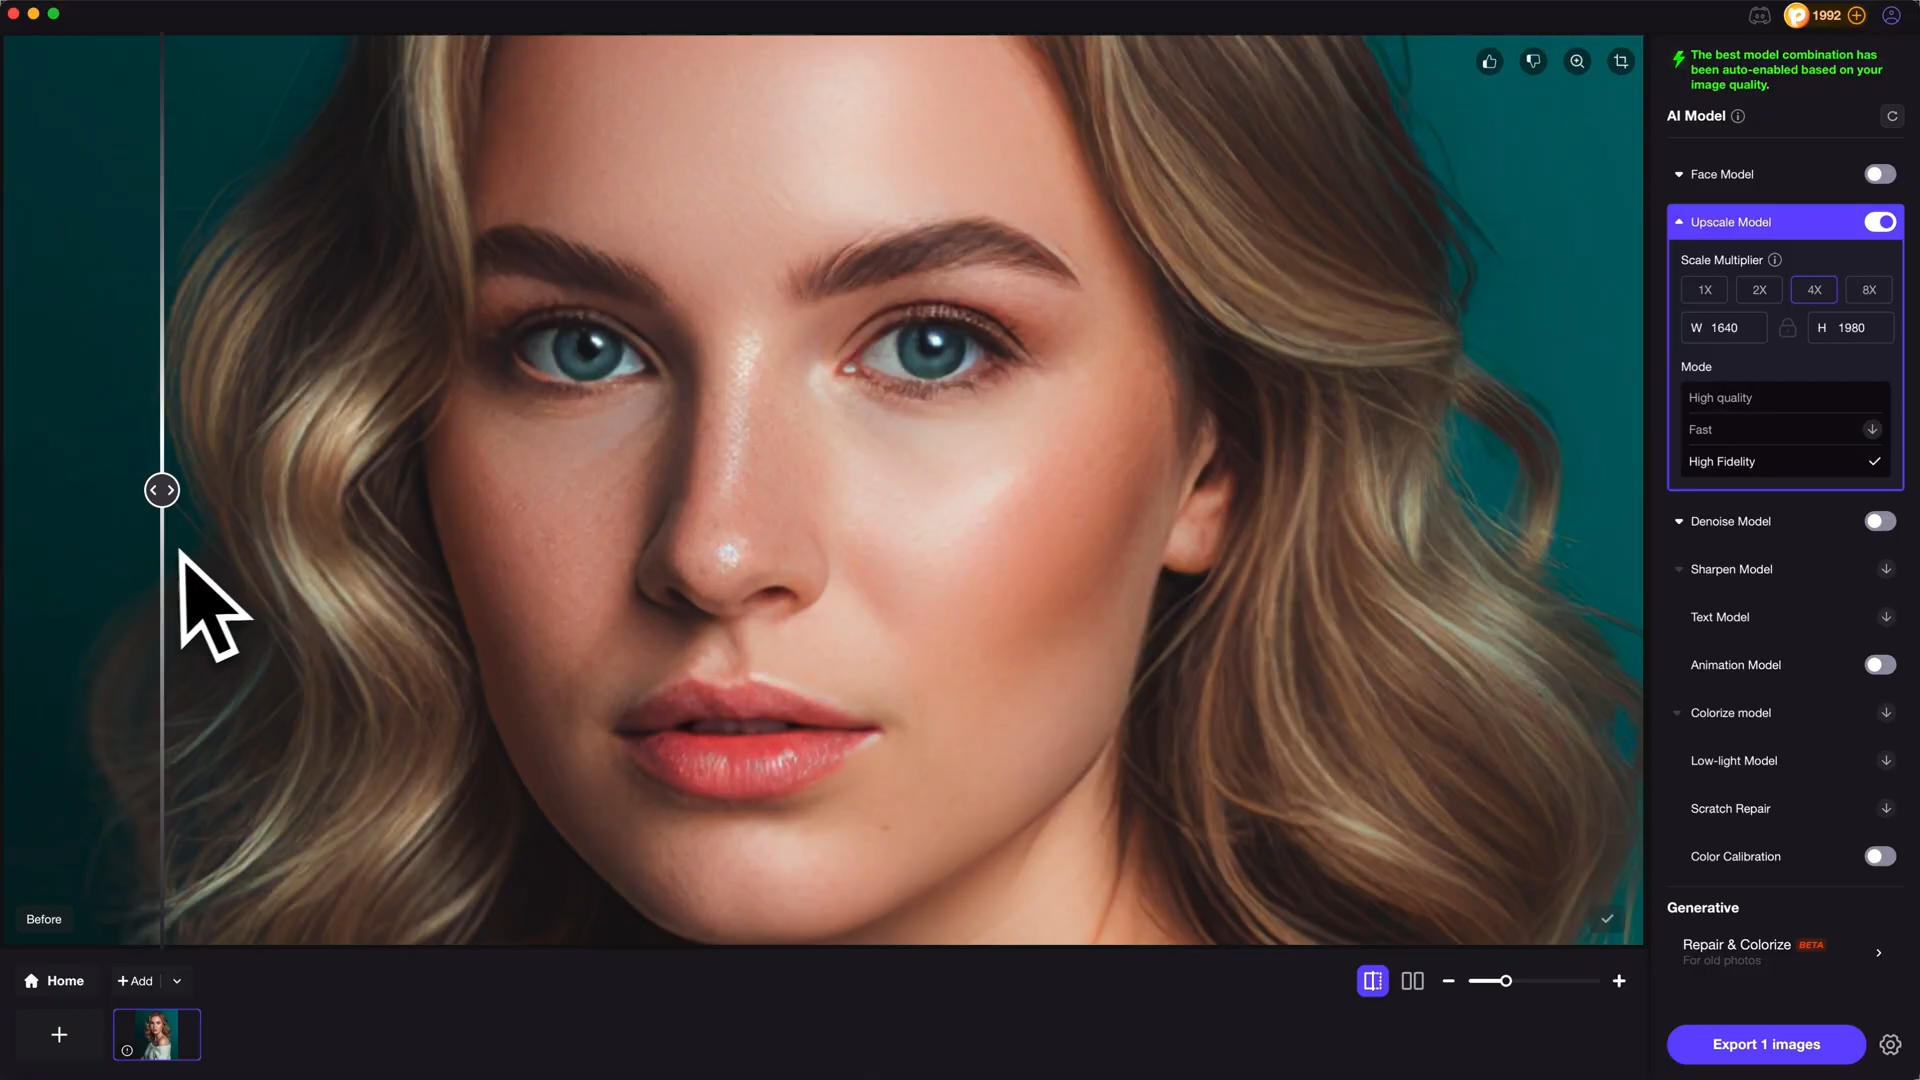 1992
The best model combination has
been auto-enabled based on your
image quality.
AI Model
Face Model
Upscale Model
Scale Multiplier
1X 2X 4X 8X
W 1640 H 1980
Mode
High quality
Fast
High Fidelity
Denoise Model
Sharpen Model
Text Model
Animation Model
Colorize model
Low-light Model
Scratch Repair
Color Calibration
Generative
Repair & Colorize BETA
For old photos
Before
Home + Add
Export 1 images